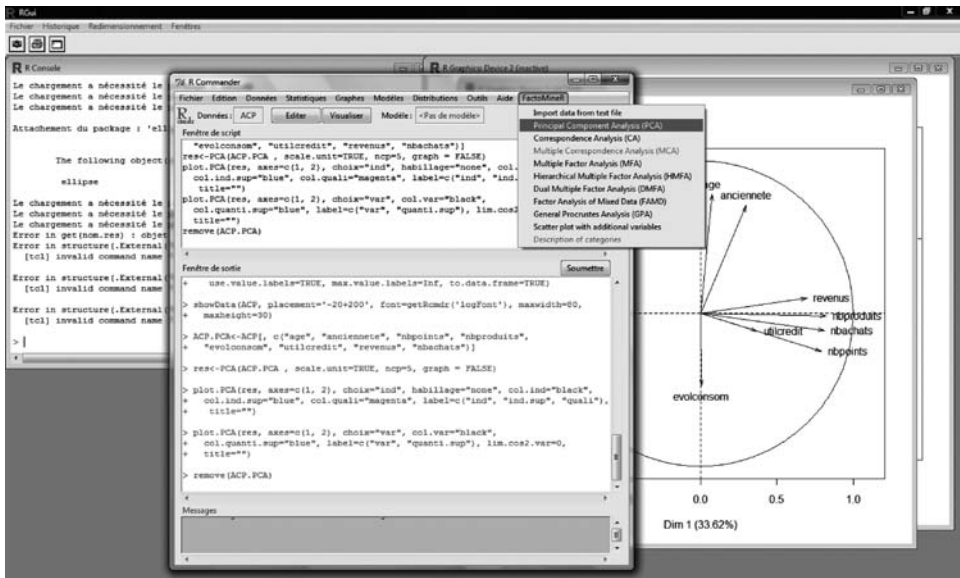 RGui
Fichier Historique Redimensionnement Fenêtres
R Console
R Graphics: Device 2 (inactive)
Le chargement a nécessité le
Le chargement a nécessité le
Le chargement a nécessité le
Attachement du package : 'ell
The following object(
ellipse
Le chargement a nécessité le
Le chargement a nécessité le
Le chargement a nécessité le
Error in get(nom.res) : objet
Error in structure(.External(
[tcl] invalid command name
Error in structure(.External(
[tcl] invalid command name
Error in structure(.External(
[tcl] invalid command name
>
R Commander
Fichier Edition Données Statistiques Graphes Modèles Distributions Outils Aide FactoMineR
Données : ACP Editer Visualiser Modèle : <Pas de modèle>
Fenêtre de script
"evolconsom", "utilcredit", "revenus", "nbachats")]
res<-PCA(ACP.PCA , scale.unit=TRUE, ncp=5, graph = FALSE)
plot.PCA(res, axes=c(1, 2), choix="ind", habillage="none", col.
col.ind.sup="blue", col.quali="magenta", label=c("ind", "ind.
title="")
plot.PCA(res, axes=c(1, 2), choix="var", col.var="black",
col.quanti.sup="blue", label=c("var", "quanti.sup"), lim.cos2
title="")
remove(ACP.PCA)
Import data from text file
Principal Component Analysis (PCA)
Correspondence Analysis (CA)
Multiple Correspondence Analysis (MCA)
Multiple Factor Analysis (MFA)
Hierarchical Multiple Factor Analysis (HMFA)
Dual Multiple Factor Analysis (DMFA)
Factor Analysis of Mixed Data (FAMD)
General Procrustes Analysis (GPA)
Scatter plot with additional variables
Description of categories
Fenêtre de sortie
Soumettre
+ use.value.labels=TRUE, max.value.labels=Inf, to.data.frame=TRUE)
> showData(ACP, placement='-20+200', font=getRcmdr('logFont'), maxwidth=80,
+ maxheight=30)
> ACP.PCA<-ACP[, c("age", "anciennete", "nbpoints", "nbproduits",
+ "evolconsom", "utilcredit", "revenus", "nbachats")]
> res<-PCA(ACP.PCA , scale.unit=TRUE, ncp=5, graph = FALSE)
> plot.PCA(res, axes=c(1, 2), choix="ind", habillage="none", col.ind="black",
+ col.ind.sup="blue", col.quali="magenta", label=c("ind", "ind.sup", "quali"),
+ title="")
> plot.PCA(res, axes=c(1, 2), choix="var", col.var="black",
+ col.quanti.sup="blue", label=c("var", "quanti.sup"), lim.cos2.var=0,
+ title="")
> remove(ACP.PCA)
Messages
age
anciennete
revenus
nbproduits
utilcredit
nbachats
nbpoints
evolconsom
0.0 0.5 1.0
Dim 1 (33.62%)